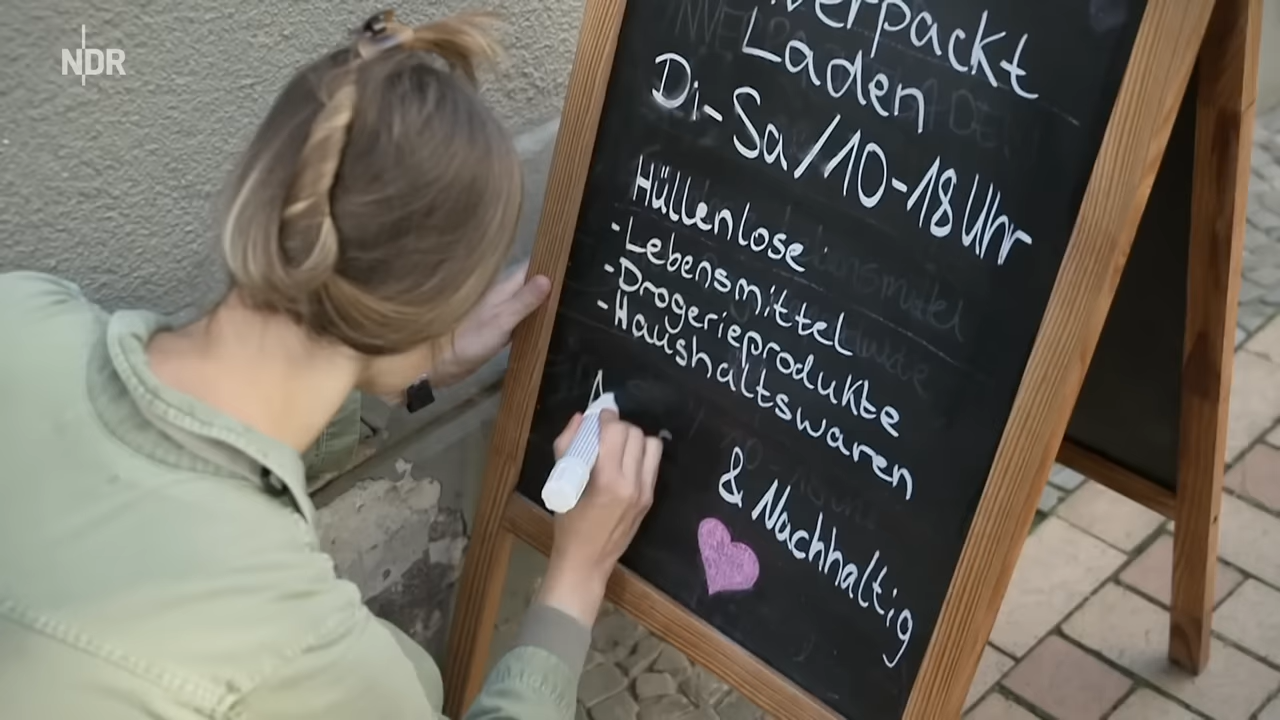 NDR
verpackt
Laden
Di-Sa/10-18 Uhr
Hüllenlose:
-Lebensmittel
-Drogerieprodukte
-Haushaltswaren
A
& Nachhaltig